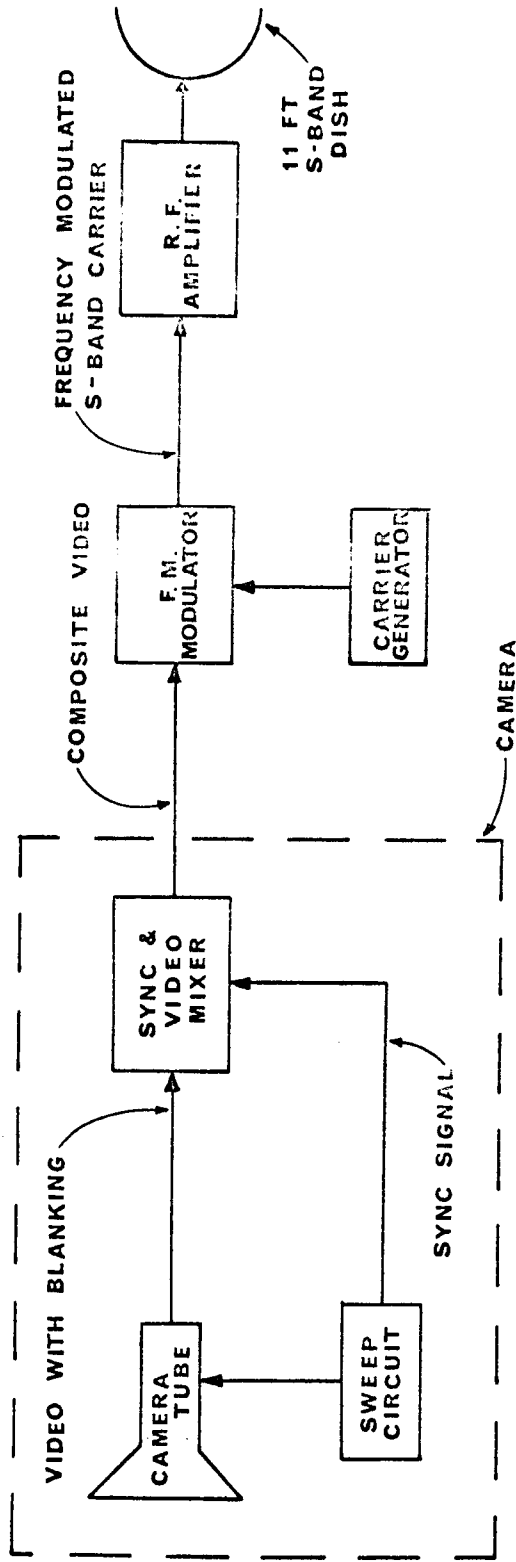 VIDEO WITH BLANKING
CAMERA
TUBE
SWEEP
CIRCUIT
SYNC SIGNAL
SYNC &
VIDEO
MIXER
CAMERA
COMPOSITE VIDEO
F.M.
MODULATOR
CARRIER
GENERATOR
FREQUENCY MODULATED
S-BAND CARRIER
R.F.
AMPLIFIER
11 FT
S-BAND
DISH